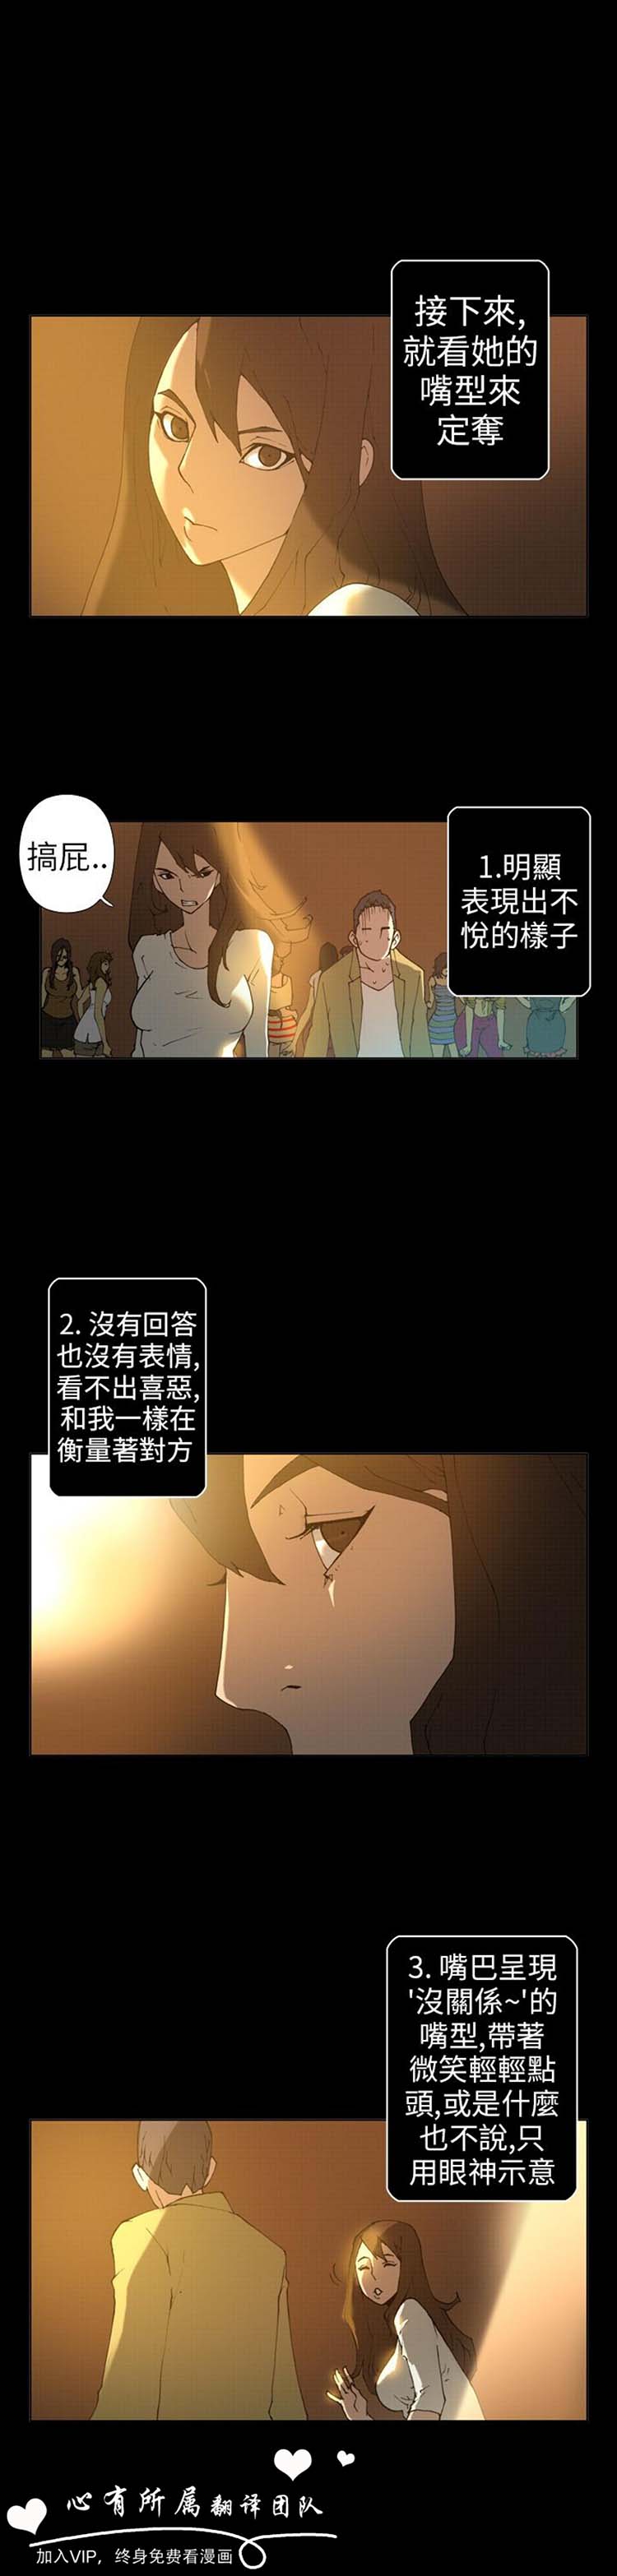 接下來,
就看她的
嘴型來
定奪
搞屁..
1.明顯
表現出不
悅的樣子
2. 沒有回答
也沒有表情,
看不出喜惡,
和我一樣在
衡量著對方
3. 嘴巴呈現
'沒關係~'的
嘴型,帶著
微笑輕輕點
頭,或是什麼
也不說,只
用眼神示意
心有所属翻译团队
加入VIP，终身免费看漫画